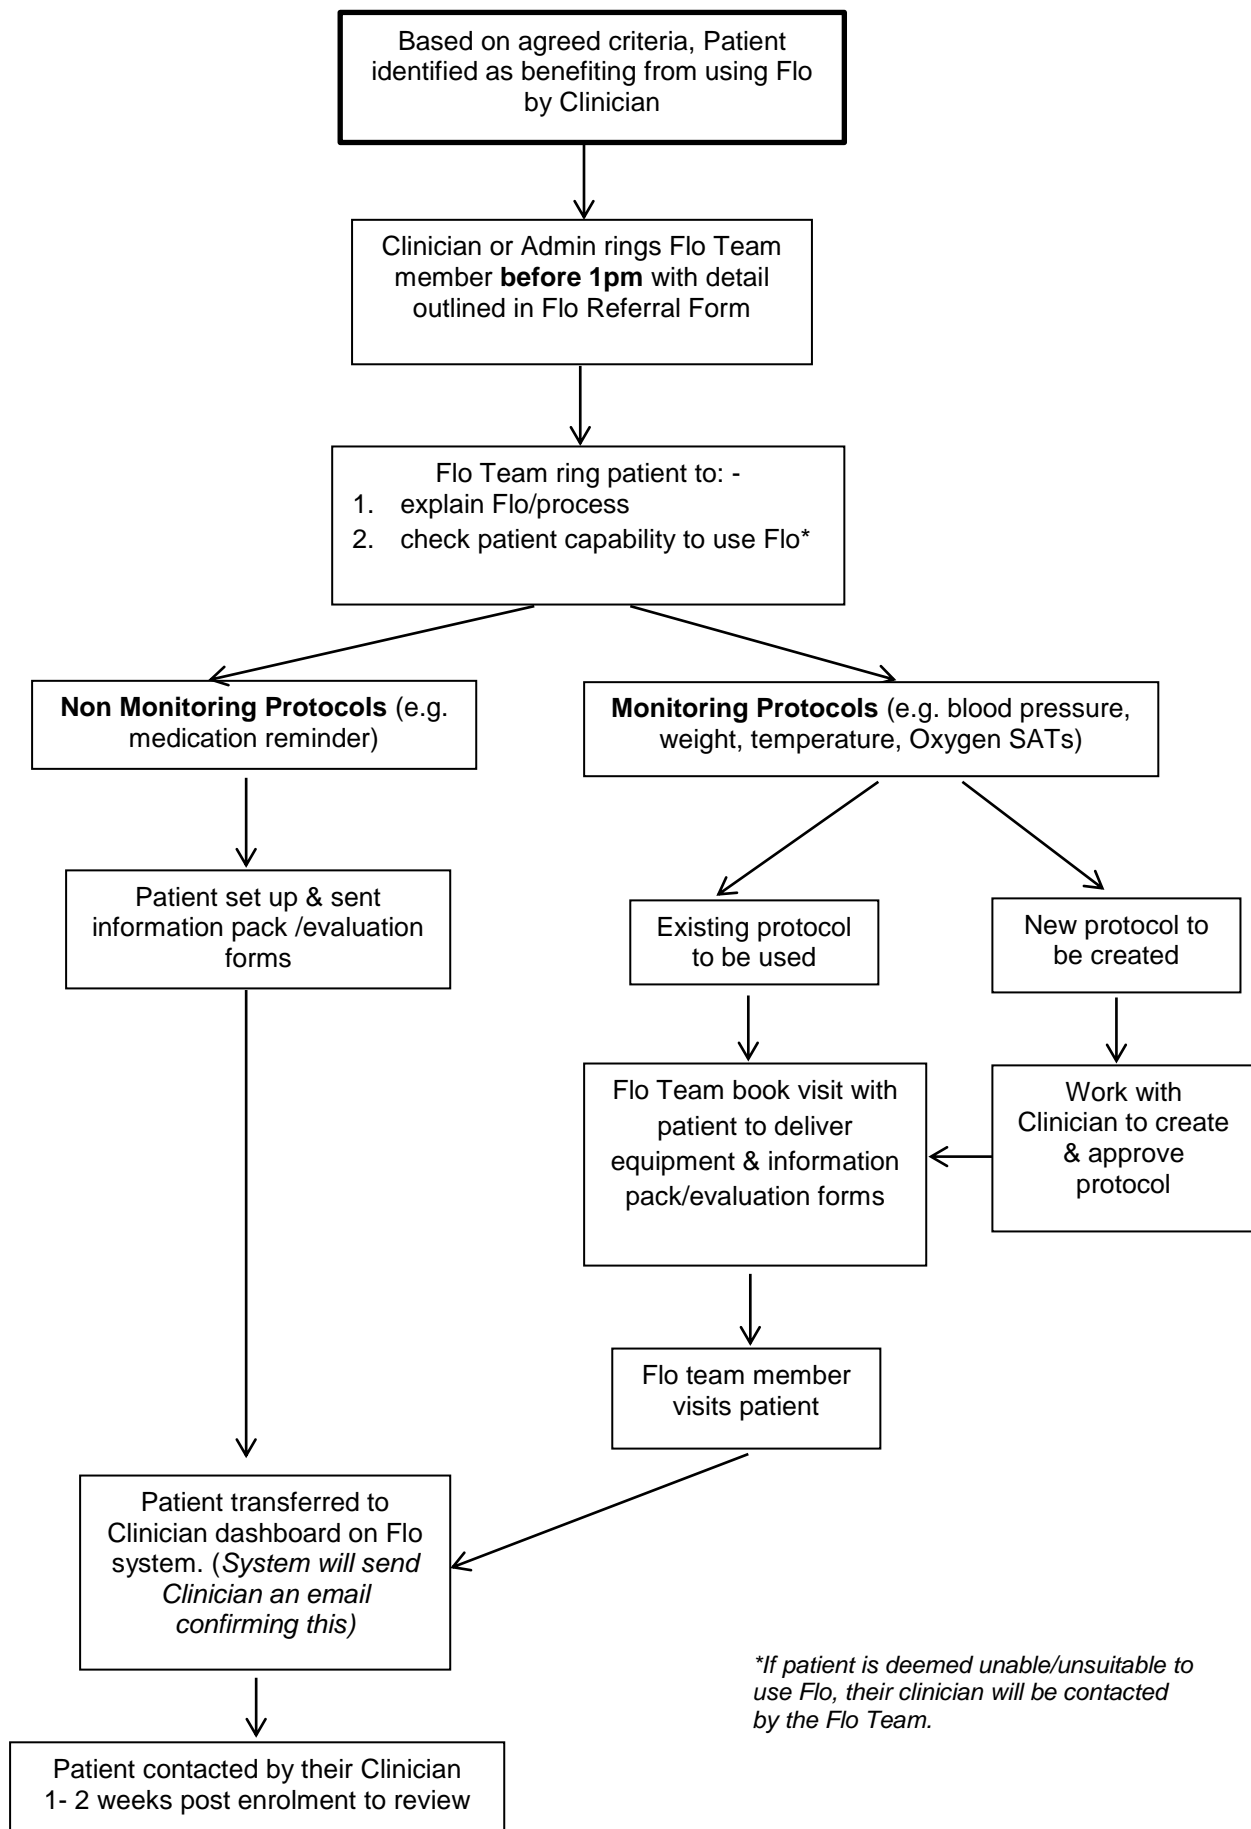 Based on agreed criteria, Patient
identified as benefiting from using Flo
by Clinician
Clinician or Admin rings Flo Team
member before 1pm with detail
outlined in Flo Referral Form
Flo Team ring patient to: -
1. explain Flo/process
2. check patient capability to use Flo*
Non Monitoring Protocols (e.g.
medication reminder)
Monitoring Protocols (e.g. blood pressure,
weight, temperature, Oxygen SATs)
Patient set up & sent
information pack /evaluation
forms
Existing protocol
to be used
New protocol to
be created
Flo Team book visit with
patient to deliver
equipment & information
pack/evaluation forms
Work with
Clinician to create
& approve
protocol
Flo team member
visits patient
Patient transferred to
Clinician dashboard on Flo
system. (System will send
Clinician an email
confirming this)
*If patient is deemed unable/unsuitable to
use Flo, their clinician will be contacted
by the Flo Team.
Patient contacted by their Clinician
1- 2 weeks post enrolment to review